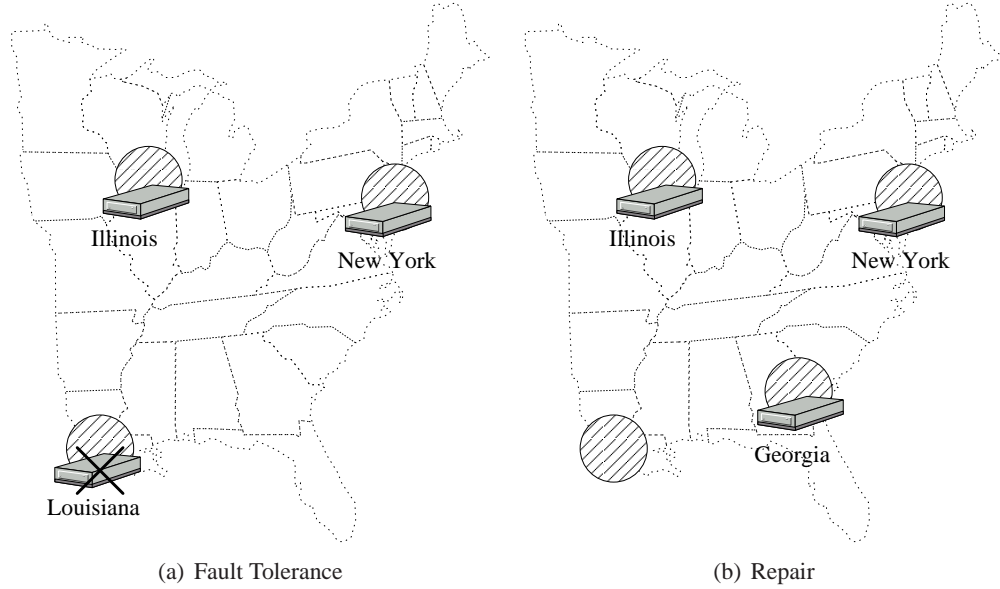 Illinois
New York
Louisiana
(a) Fault Tolerance
Illinois
New York
Georgia
(b) Repair